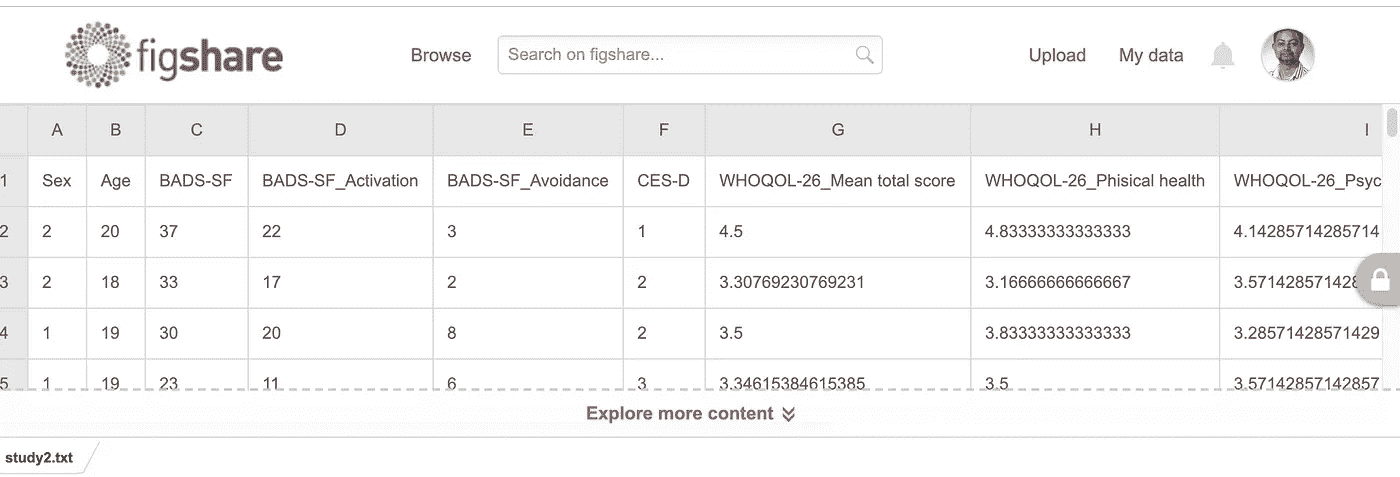 figshare Browse Search on figshare... Upload My data
A B C D E F G H I
1 Sex Age BADS-SF BADS-SF_Activation BADS-SF_Avoidance CES-D WHOQOL-26_Mean total score WHOQOL-26_Phisical health WHOQOL-26_Psyc
2 2 20 37 22 3 1 4.5 4.83333333333333 4.14285714285714
3 2 18 33 17 2 2 3.30769230769231 3.16666666666667 3.571428571428
4 1 19 30 20 8 2 3.5 3.83333333333333 3.28571428571429
5 1 19 23 11 6 3 3.34615384615385 3.5 3.57142857142857
Explore more content
study2.txt